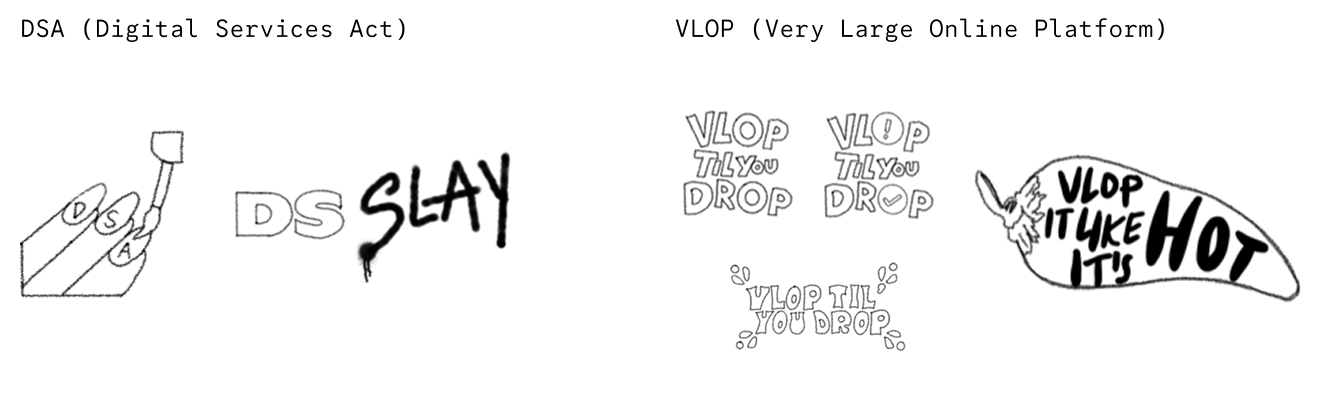 DSA (Digital Services Act)
D
S
A
DS SLAY
VLOP (Very Large Online Platform)
VLOP
TIL YOU
DROP
VL!P
TIL YOU
DR✓P
VLOP TIL'
YOU DROP
VLOP
IT LIKE
IT'S
HOT